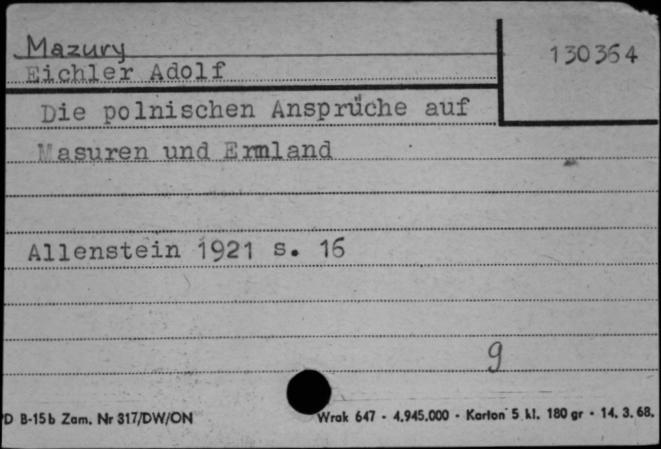 Mazury
130364
Eichler Adolf
Die polnischen Ansprüche auf
Masuren und Ermland
Allenstein 1921 s. 16
g
D B-15b Zam. Nr 317/DW/ON Wrak 647 - 4.945.000 - Karton 5 kl. 180 gr - 14. 3. 68.